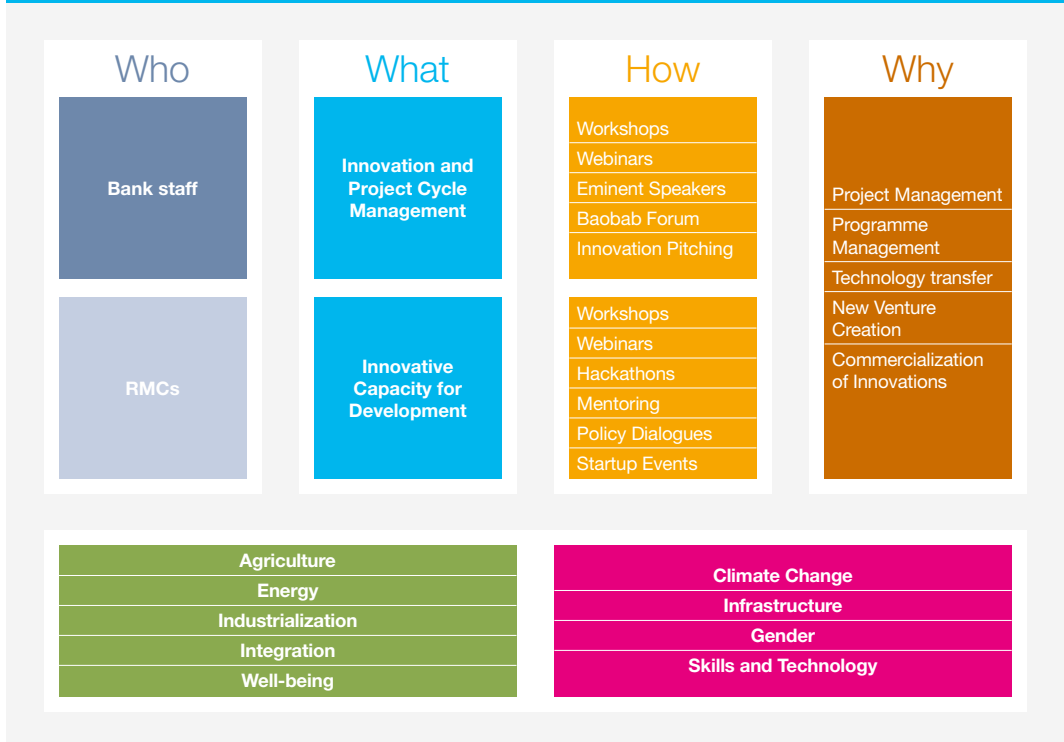 Who
Bank staff
RMCs
What
Innovation and
Project Cycle
Management
Innovative
Capacity for
Development
How
Workshops
Webinars
Eminent Speakers
Baobab Forum
Innovation Pitching
Workshops
Webinars
Hackathons
Mentoring
Policy Dialogues
Startup Events
Why
Project Management
Programme
Management
Technology transfer
New Venture
Creation
Commercialization
of Innovations
Agriculture
Energy
Industrialization
Integration
Well-being
Climate Change
Infrastructure
Gender
Skills and Technology